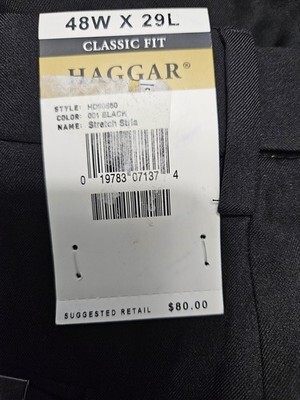 48W X 29L
CLASSIC FIT
HAGGAR®
STYLE:
COLOR: 001 BLACK
NAME: Stretch Stria
0 19783 07137 4
SUGGESTED RETAIL $80.00